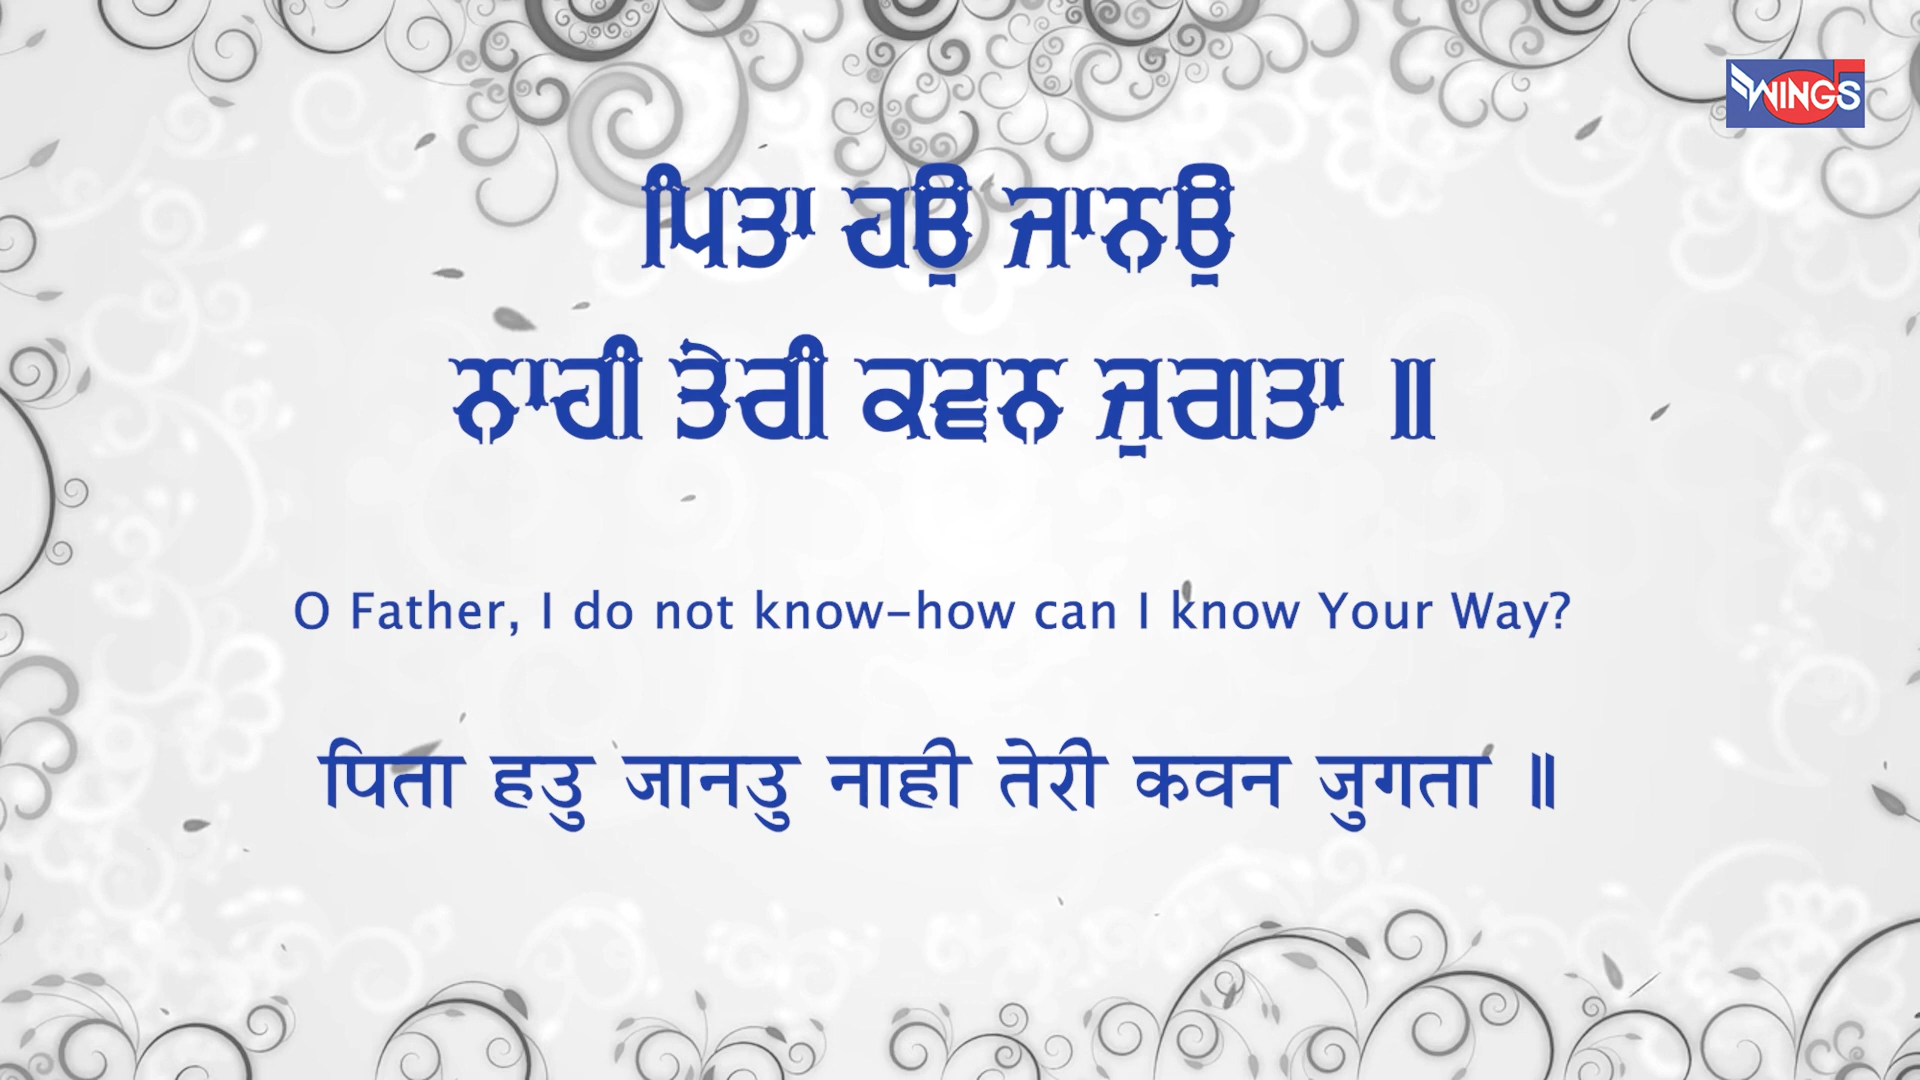 WINGS
ਪਿਤਾ ਹਉ ਜਾਨਉ
ਨਾਹੀ ਤੇਰੀ ਕਵਨ ਜੁਗਤਾ ॥
O Father, I do not know–how can I know Your Way?
पिता हउ जानउ नाही तेरी कवन जुगता ॥